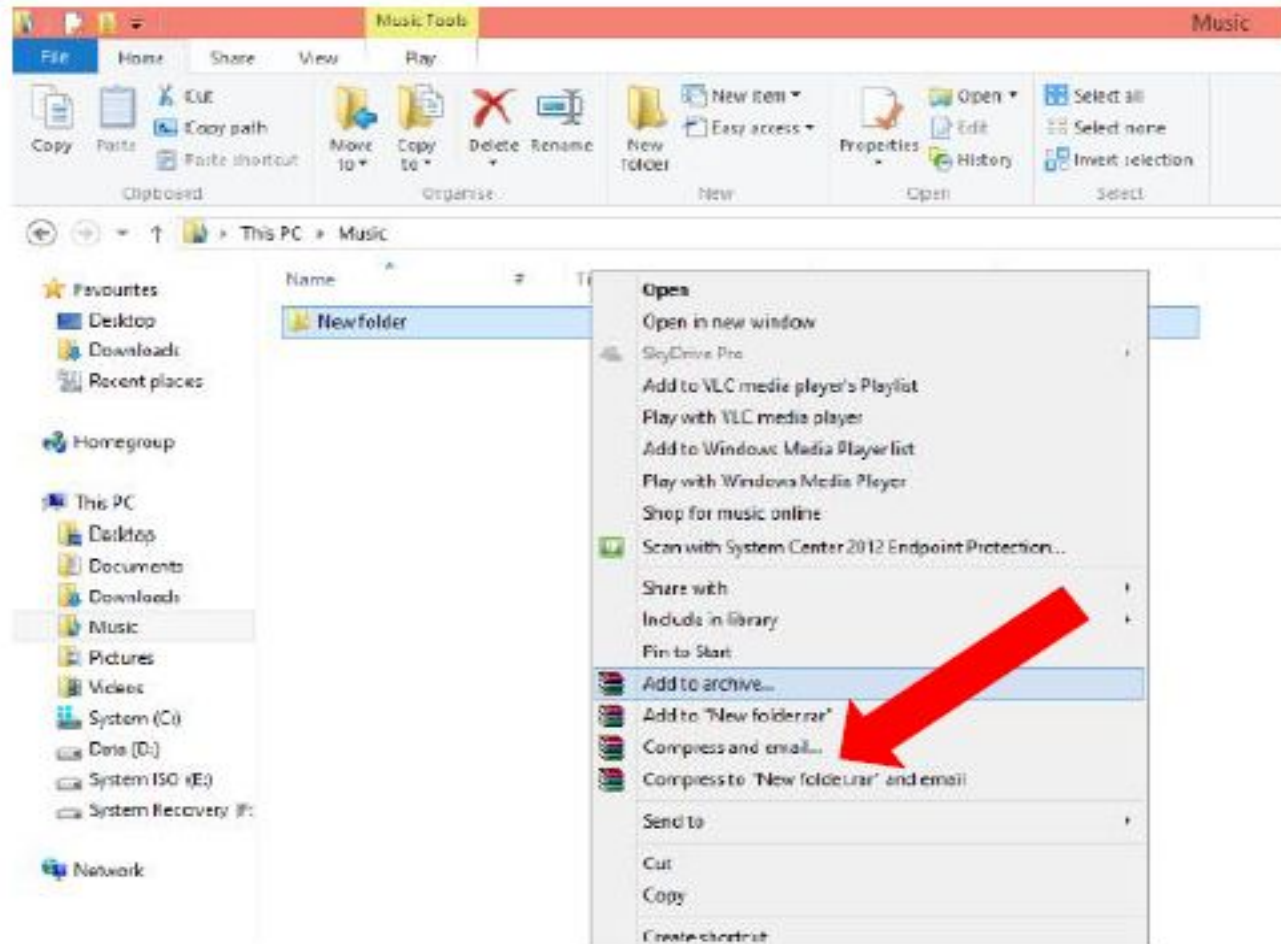 Music Tools
Music
File Home Share View Play
Cut
Copy path
Paste shortcut
Copy
Paste
Move to
Copy to
Delete
Rename
New folder
New item
Easy access
Properties
Open
Edit
History
Select all
Select none
Invert selection
Clipboard
Organise
New
Open
Select
This PC Music
Name
#
Favourites
Desktop
Downloads
Recent places
Homegroup
This PC
Desktop
Documents
Downloads
Music
Pictures
Videos
System (C:)
Data (D:)
System ISO (E:)
System Recovery (F:
Network
New folder
Open
Open in new window
SkyDrive Pro
Add to VLC media player's Playlist
Play with VLC media player
Add to Windows Media Player list
Play with Windows Media Player
Shop for music online
Scan with System Center 2012 Endpoint Protection...
Share with
Include in library
Pin to Start
Add to archive...
Add to "New folder.rar"
Compress and email...
Compress to "New folder.rar" and email
Send to
Cut
Copy
Create shortcut